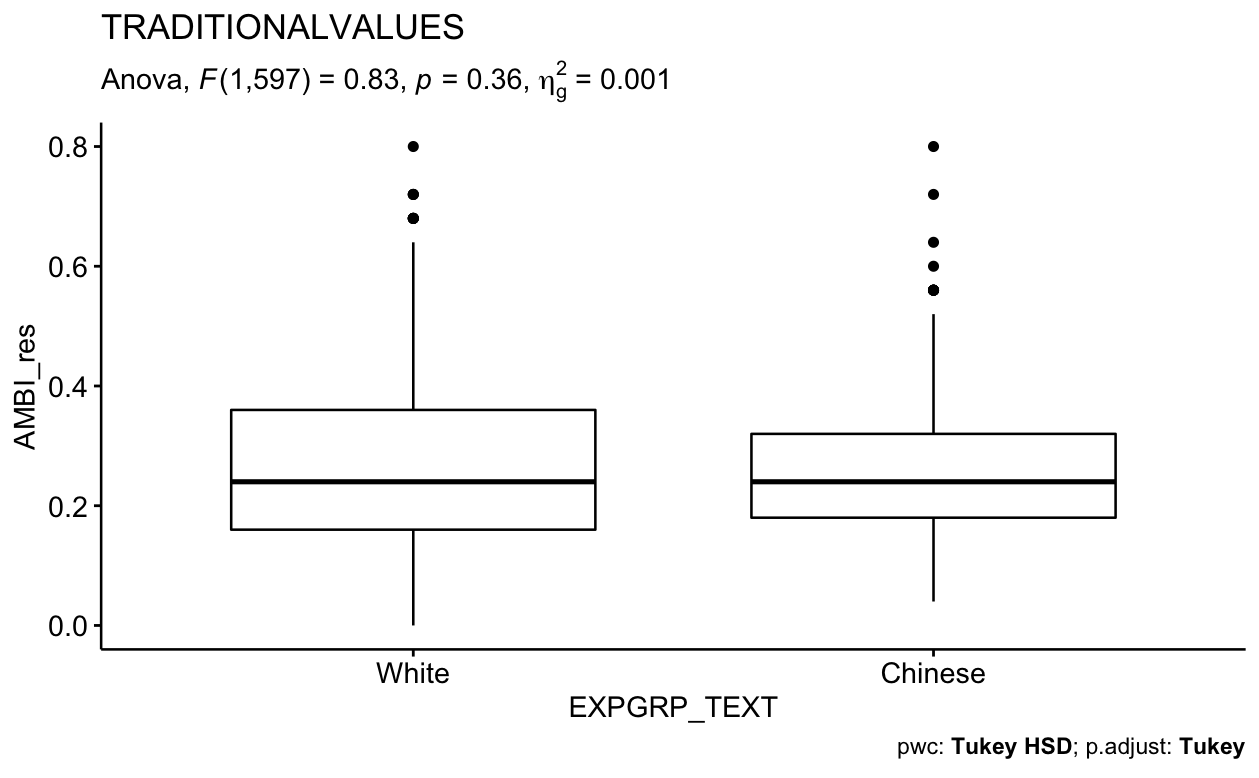 TRADITIONALVALUES
Anova, F(1,597) = 0.83, p = 0.36, η²g = 0.001
AMBI_res
0.8
0.6
0.4
0.2
0.0
White Chinese
EXPGRP_TEXT
pwc: Tukey HSD; p.adjust: Tukey